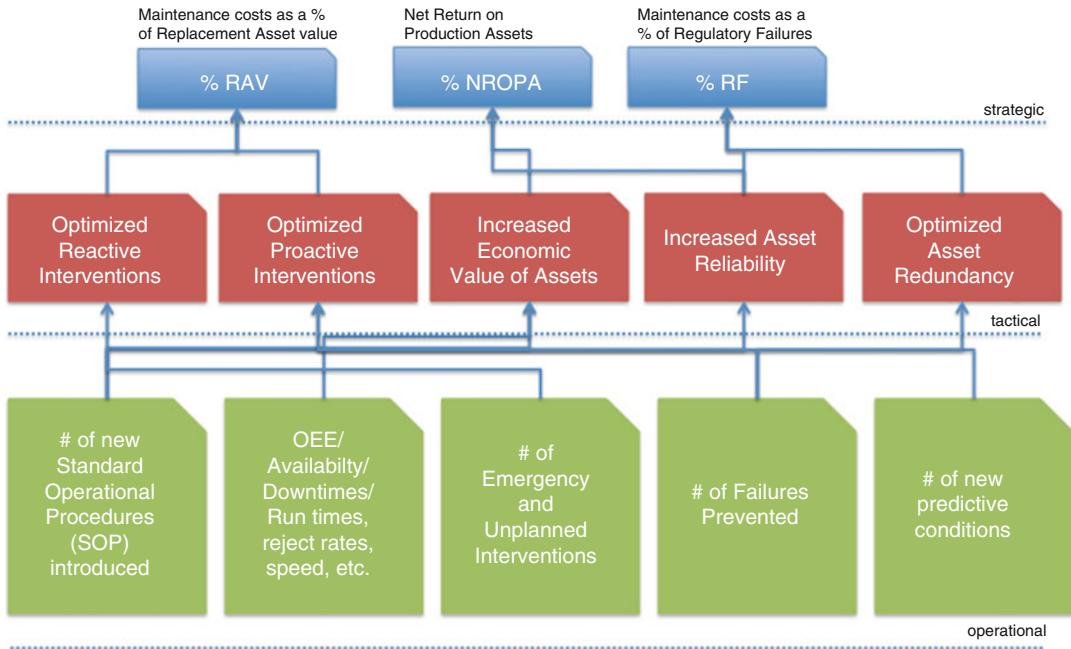 Maintenance costs as a %
of Replacement Asset value
Net Return on
Production Assets
Maintenance costs as a
% of Regulatory Failures
% RAV
% NROPA
% RF
strategic
Optimized
Reactive
Interventions
Optimized
Proactive
Interventions
Increased
Economic
Value of Assets
Increased Asset
Reliability
Optimized
Asset
Redundancy
tactical
# of new
Standard
Operational
Procedures
(SOP)
introduced
OEE/
Availabilty/
Downtimes/
Run times,
reject rates,
speed, etc.
# of
Emergency
and
Unplanned
Interventions
# of Failures
Prevented
# of new
predictive
conditions
operational